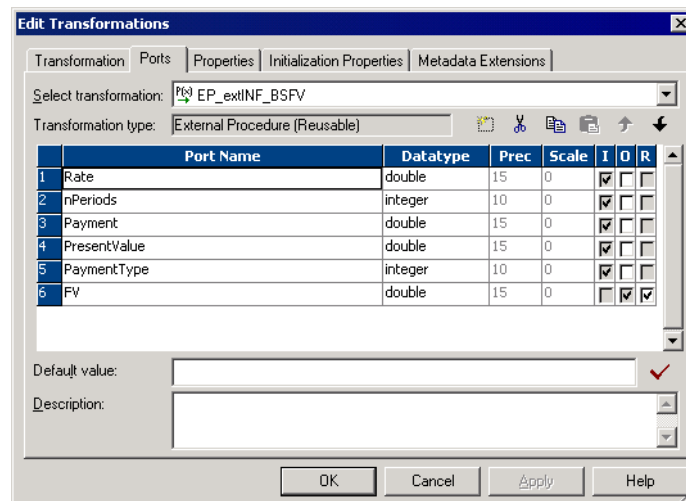 Edit Transformations
Transformation Ports Properties Initialization Properties Metadata Extensions
Select transformation: EP_extINF_BSFV
Transformation type: External Procedure (Reusable)
Port Name Datatype Prec Scale I O R
1 Rate double 15 0
2 nPeriods integer 10 0
3 Payment double 15 0
4 PresentValue double 15 0
5 PaymentType integer 10 0
6 FV double 15 0
Default value:
Description:
OK Cancel Apply Help